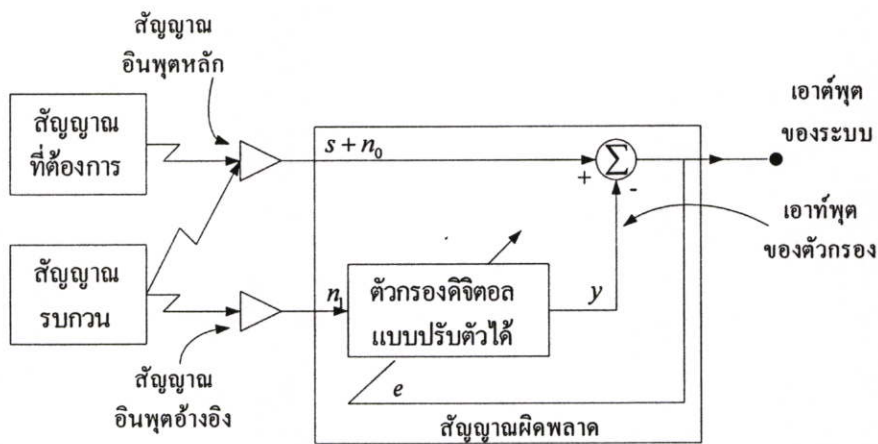 สัญญาณ
อินพุตหลัก
สัญญาณ
ที่ต้องการ
s + n0
+
Σ
-
เอาต์พุต
ของระบบ
เอาท์พุต
ของตัวกรอง
สัญญาณ
รบกวน
n1
ตัวกรองดิจิตอล
แบบปรับตัวได้
y
e
สัญญาณ
อินพุตอ้างอิง
สัญญาณผิดพลาด